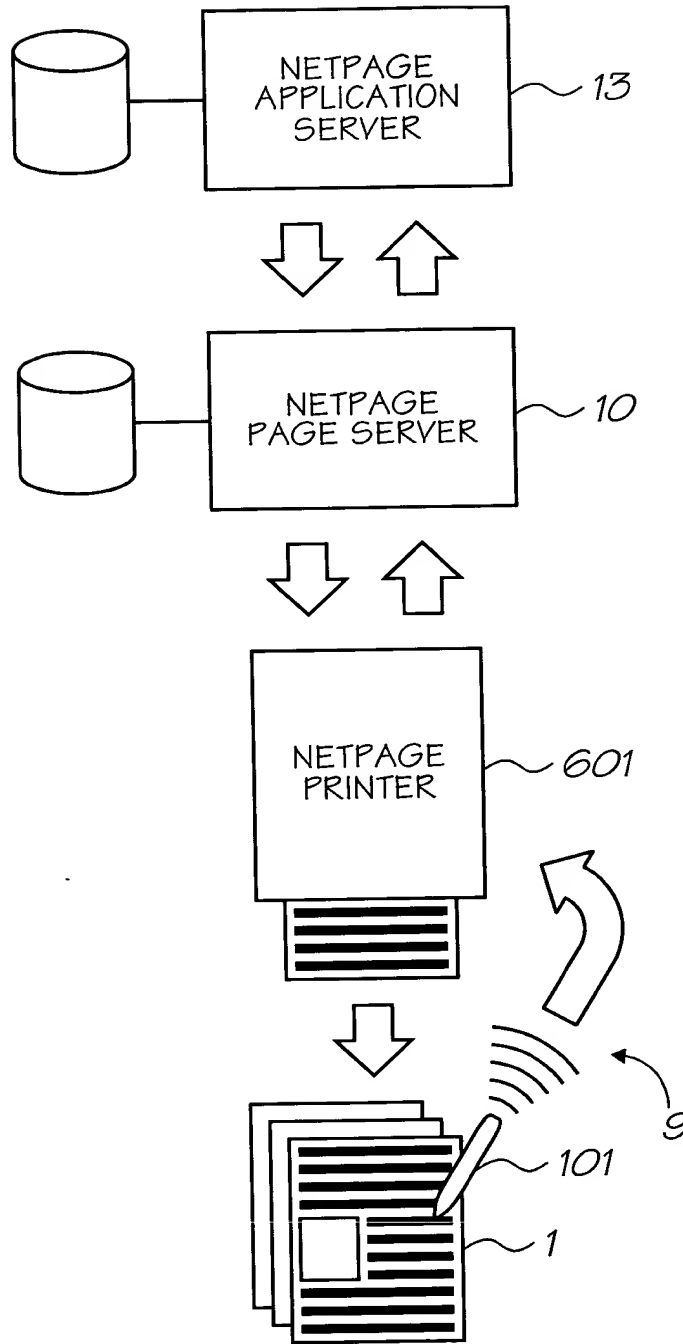 NETPAGE
APPLICATION
SERVER
13
NETPAGE
PAGE SERVER
10
NETPAGE
PRINTER
601
9
101
1